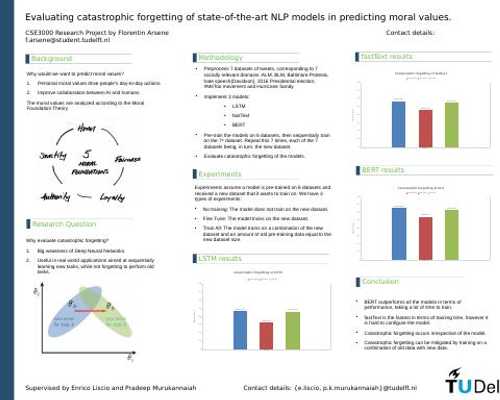 Evaluating catastrophic forgetting of state-of-the-art NLP models in predicting moral values.
CSE3000 Research Project by Florentin Arsene
f.arsene@student.tudelft.nl
Contact details:
Background
Why would we want to predict moral values?
1. Personal moral values drive people's day-to-day actions.
2. Improve collaboration between AI and humans.
The moral values are analyzed according to the Moral
Foundation Theory.
Harm
Sanctity
5
MORAL
FOUNDATIONS
Fairness
Authority
Loyalty
Research Question
Why evaluate catastrophic forgetting?
1. Big weakness of Deep Neural Networks.
2. Useful in real world applications aimed at sequentially
learning new tasks, while not forgetting to perform old
tasks.
Methodology
Preprocess 7 dataset of tweets, corresponding to 7
socially relevant domains: ALM, BLM, Baltimore Protests,
hate speech, 2016 Presidential election,
MeToo movement and Hurricane Sandy.
Implement 3 models:
LSTM
fastText
BERT
Pre-train the models on 6 datasets, then sequentially train
on the 7th dataset. Repeat this 7 times, each of the 7
datasets being, in turn, the new dataset.
Evaluate catastrophic forgetting of the models.
Experiments
Experiments assume a model is pre-trained on 6 datasets and
received a new dataset that it wants to train on. We have 3
types of experiments:
No training: The model does not train on the new dataset.
Fine Tune: The model trains on the new dataset.
Train All: The model trains on a combination of the new
dataset and an amount of old pre-training data equal to the
new dataset size.
LSTM results
fastText results
BERT results
Conclusion
BERT outperforms all the models in terms of
performance, taking a lot of time to train.
fastText is the fastest in terms of training time, however it
is hard to configure the model.
Catastrophic forgetting occurs irrespective of the model.
Catastrophic forgetting can be mitigated by training on a
combination of old data with new data.
Supervised by Enrico Liscio and Pradeep Murukannaiah
Contact details: {e.liscio, p.k.murukannaiah}@tudelft.nl
TUDel